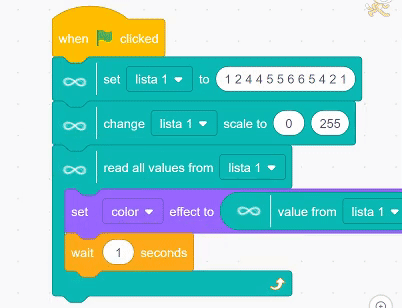 when clicked
set lista 1 to 1 2 4 4 5 5 6 6 5 4 2 1
change lista 1 scale to 0 255
read all values from lista 1
set color effect to value from lista 1
wait 1 seconds